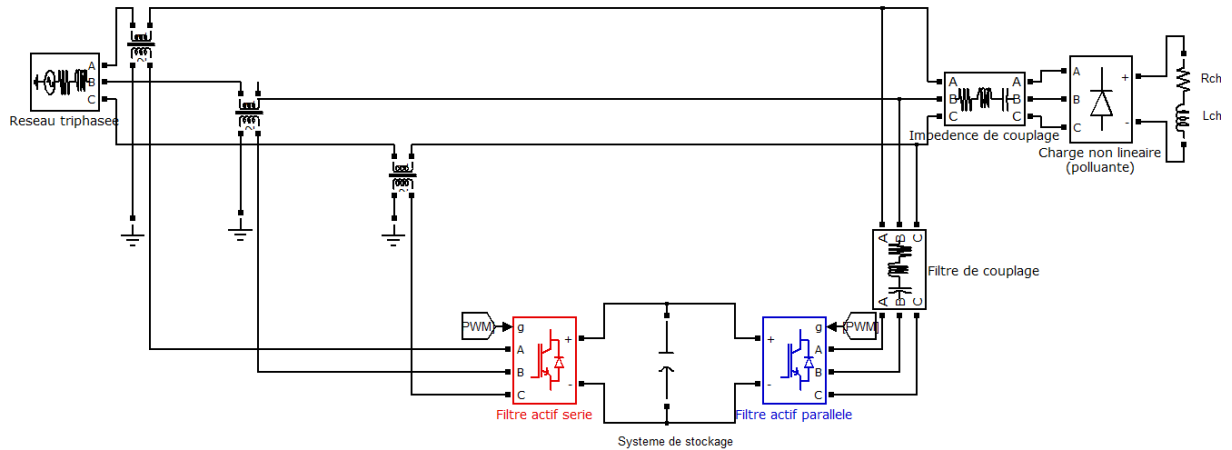 A
B
C
Reseau triphasee
A
B
C
A
B
C
Impedence de couplage
A
B
C
+
-
Charge non lineaire
(polluante)
Rch
Lch
A
B
C
A
B
C
Filtre de couplage
PWM]
g
A
B
C
+
-
Filtre actif serie
Systeme de stockage
+
-
g
A
B
C
[PWM]
Filtre actif parallele